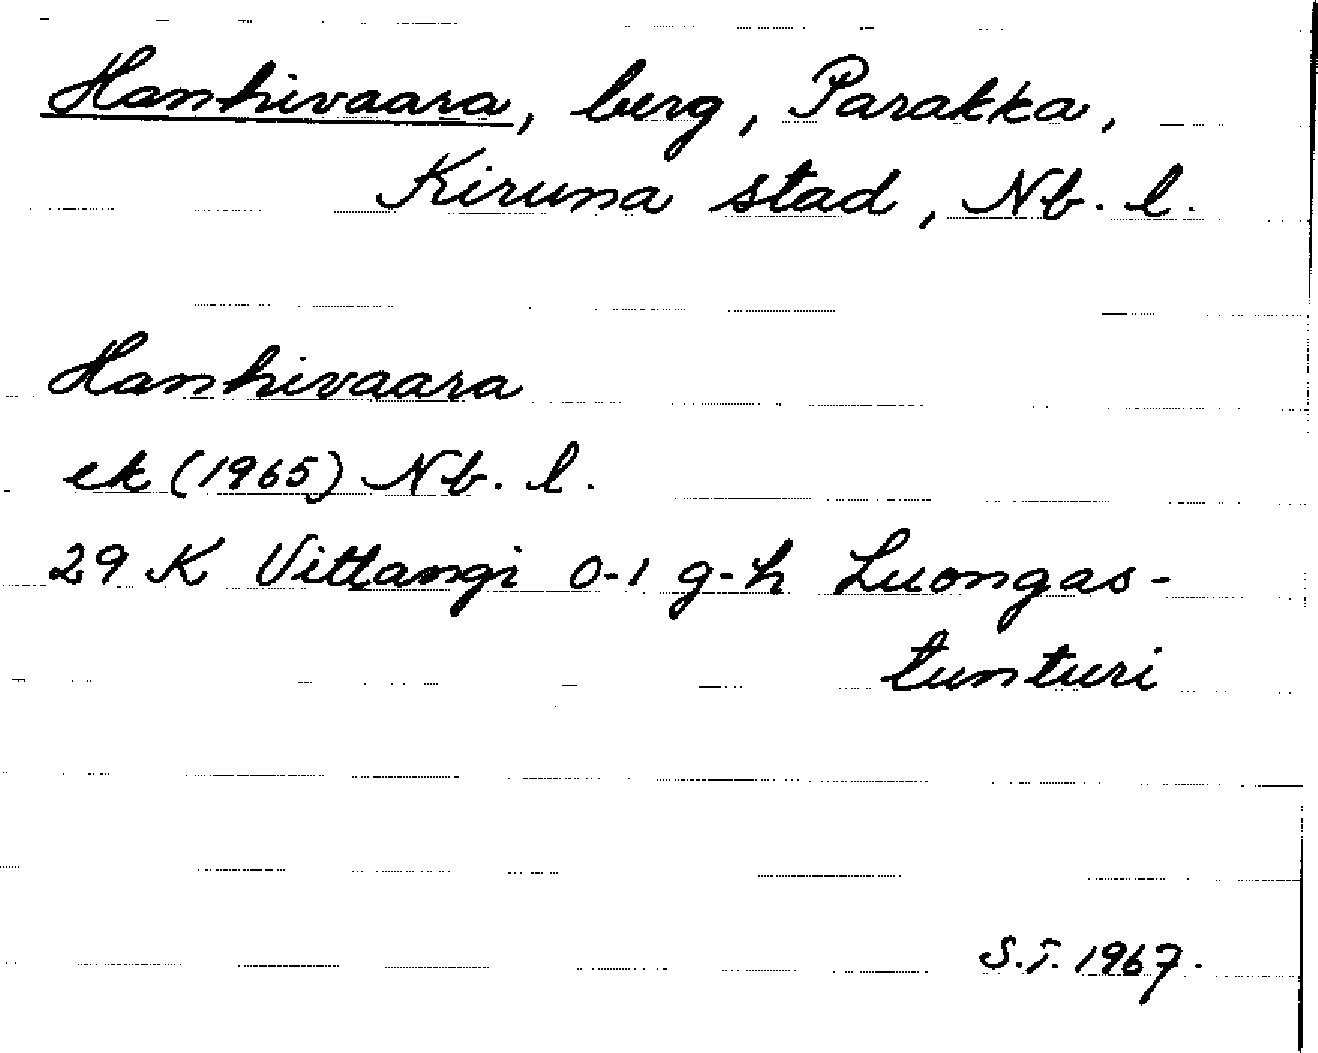 Hanhivaara, berg, Parakka,
Kiruna stad, Nb. l.
Hanhivaara
ek (1965) Nb. l.
29 K Vittangi 0-1 g-h Luongas-
tunturi
S.T. 1967.